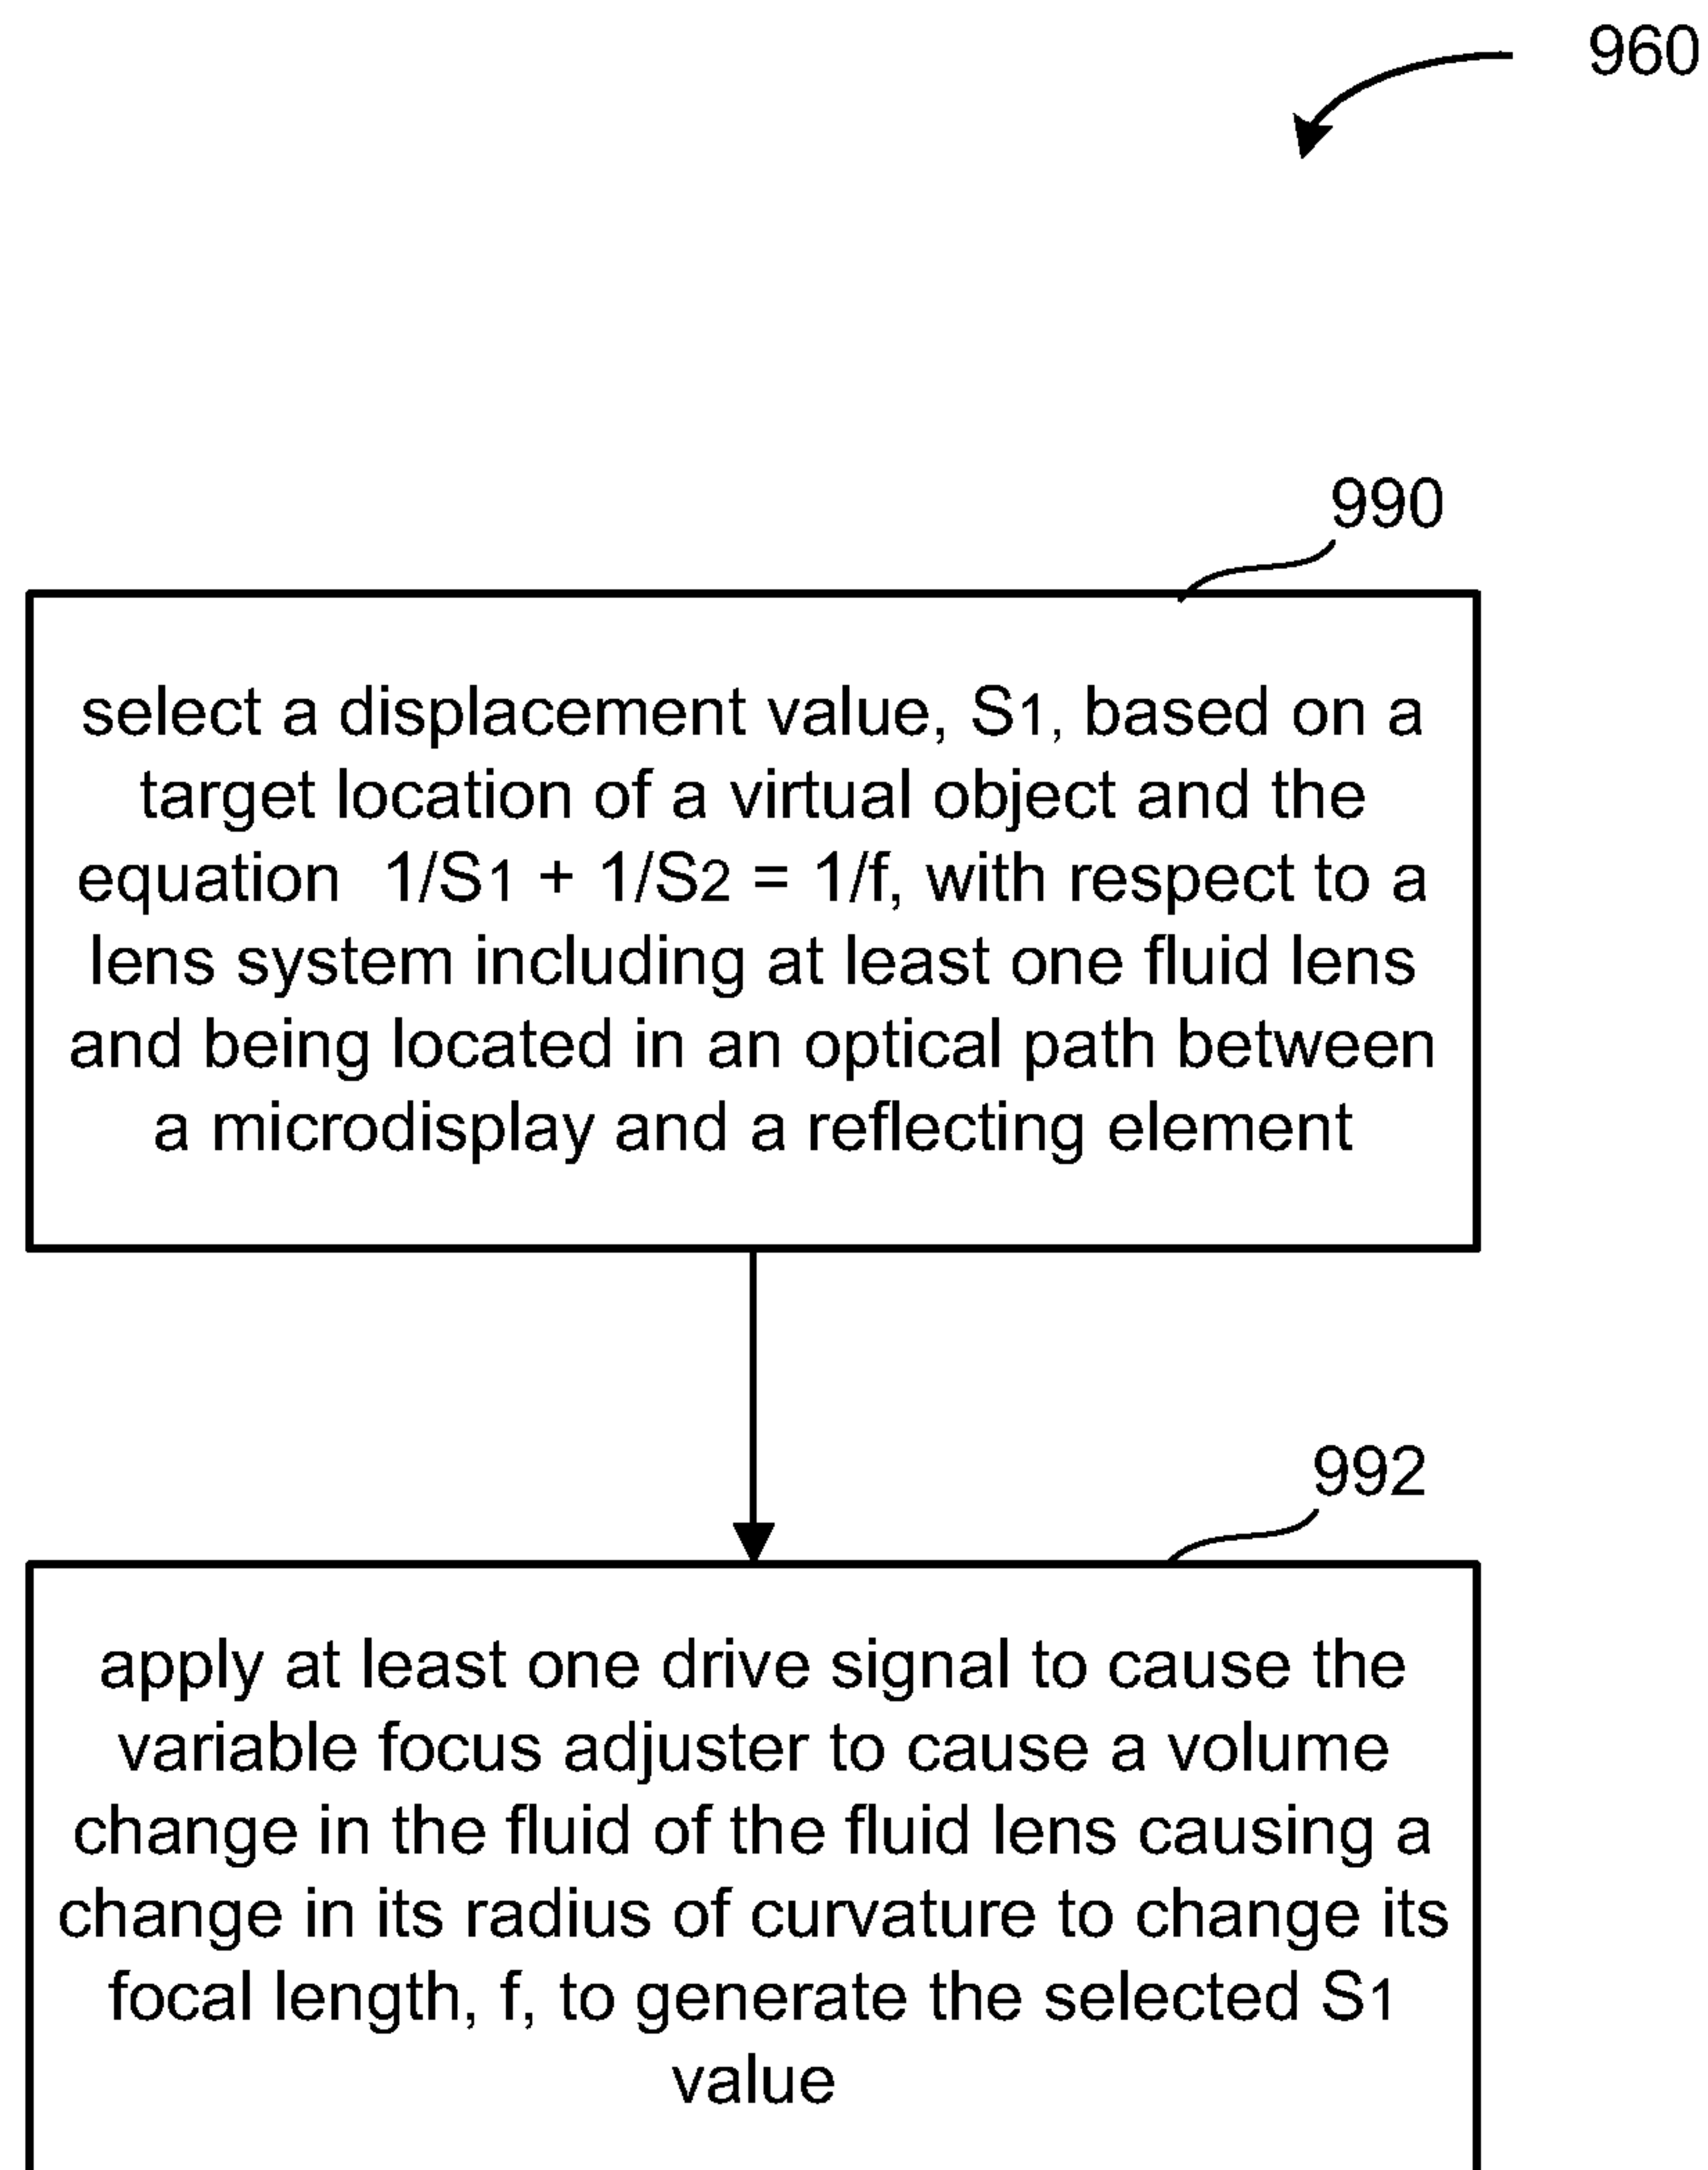 960
990
select a displacement value, S1, based on a
target location of a virtual object and the
equation 1/S1 + 1/S2 = 1/f, with respect to a
lens system including at least one fluid lens
and being located in an optical path between
a microdisplay and a reflecting element
992
apply at least one drive signal to cause the
variable focus adjuster to cause a volume
change in the fluid of the fluid lens causing a
change in its radius of curvature to change its
focal length, f, to generate the selected S1
value